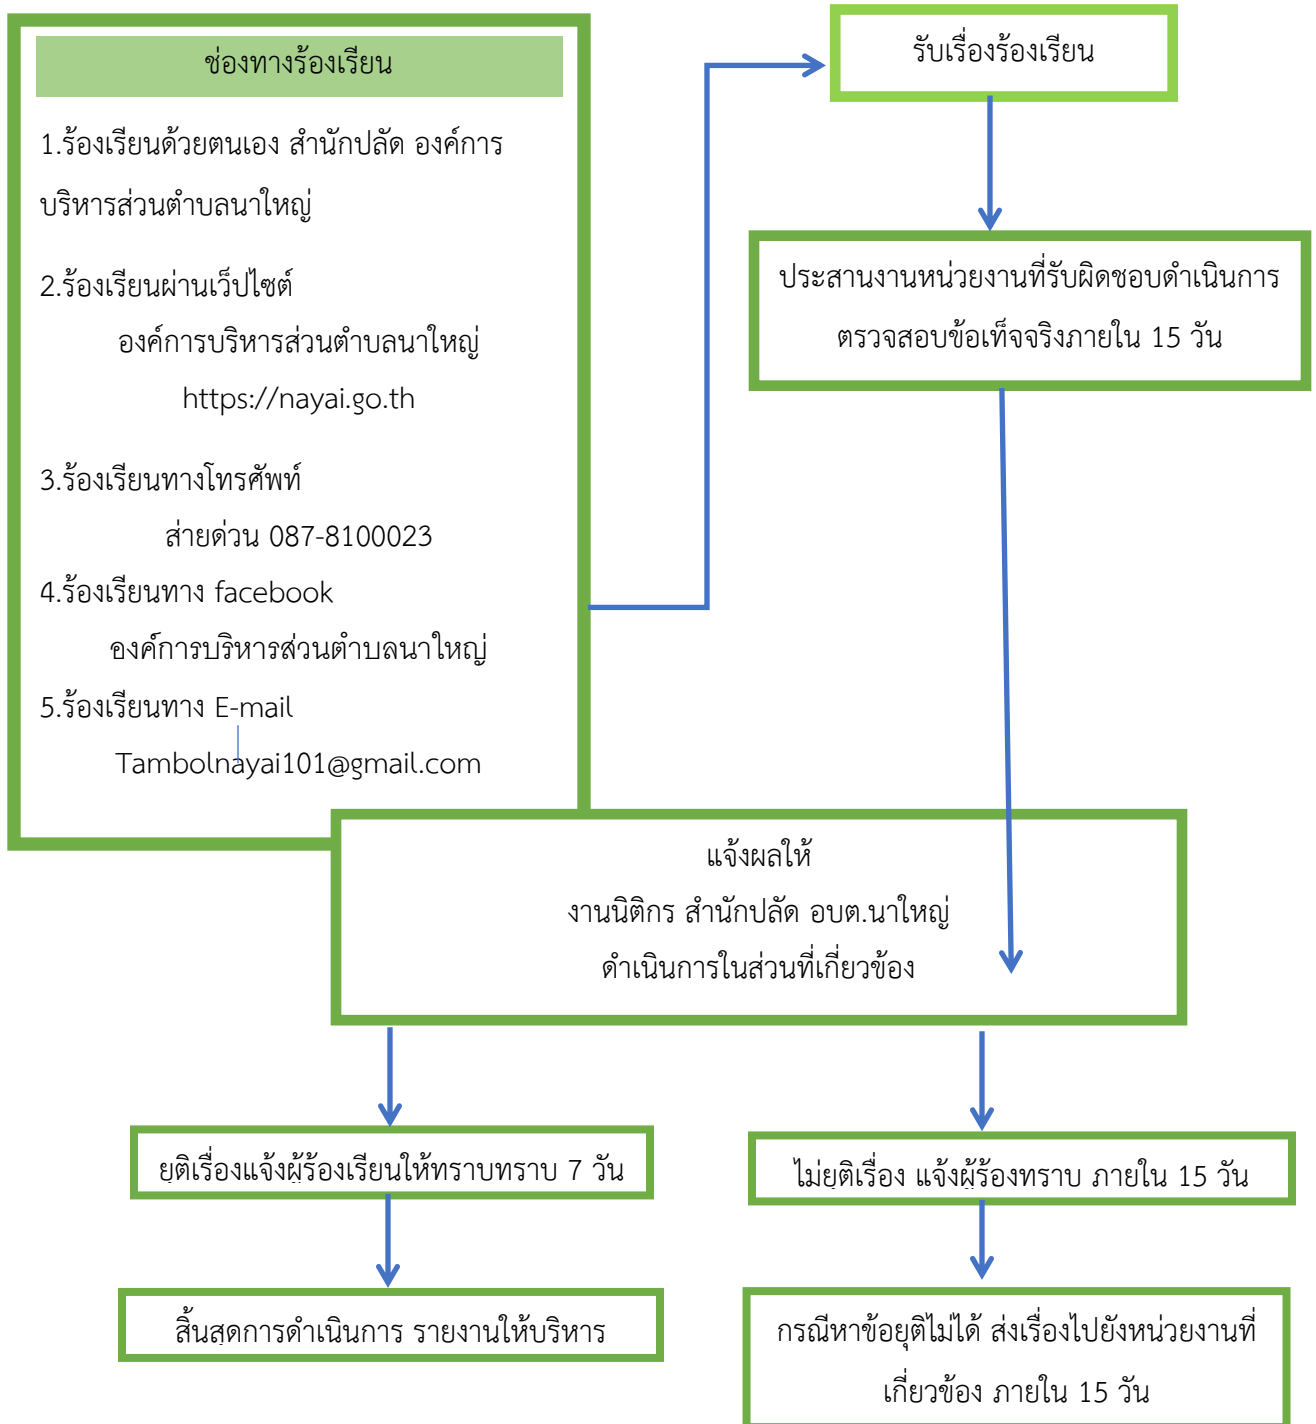 ช่องทางร้องเรียน
1.ร้องเรียนด้วยตนเอง สำนักปลัด องค์การ
บริหารส่วนตำบลนาใหญ่
2.ร้องเรียนผ่านเว็ปไซต์
องค์การบริหารส่วนตำบลนาใหญ่
https://nayai.go.th
3.ร้องเรียนทางโทรศัพท์
ส่ายด่วน 087-8100023
4.ร้องเรียนทาง facebook
องค์การบริหารส่วนตำบลนาใหญ่
5.ร้องเรียนทาง E-mail
Tambolnayai101@gmail.com
รับเรื่องร้องเรียน
ประสานงานหน่วยงานที่รับผิดชอบดำเนินการ
ตรวจสอบข้อเท็จจริงภายใน 15 วัน
แจ้งผลให้
งานนิติกร สำนักปลัด อบต.นาใหญ่
ดำเนินการในส่วนที่เกี่ยวข้อง
ยุติเรื่องแจ้งผู้ร้องเรียนให้ทราบทราบ 7 วัน
ไม่ยุติเรื่อง แจ้งผู้ร้องทราบ ภายใน 15 วัน
สิ้นสุดการดำเนินการ รายงานให้บริหาร
กรณีหาข้อยุติไม่ได้ ส่งเรื่องไปยังหน่วยงานที่
เกี่ยวข้อง ภายใน 15 วัน